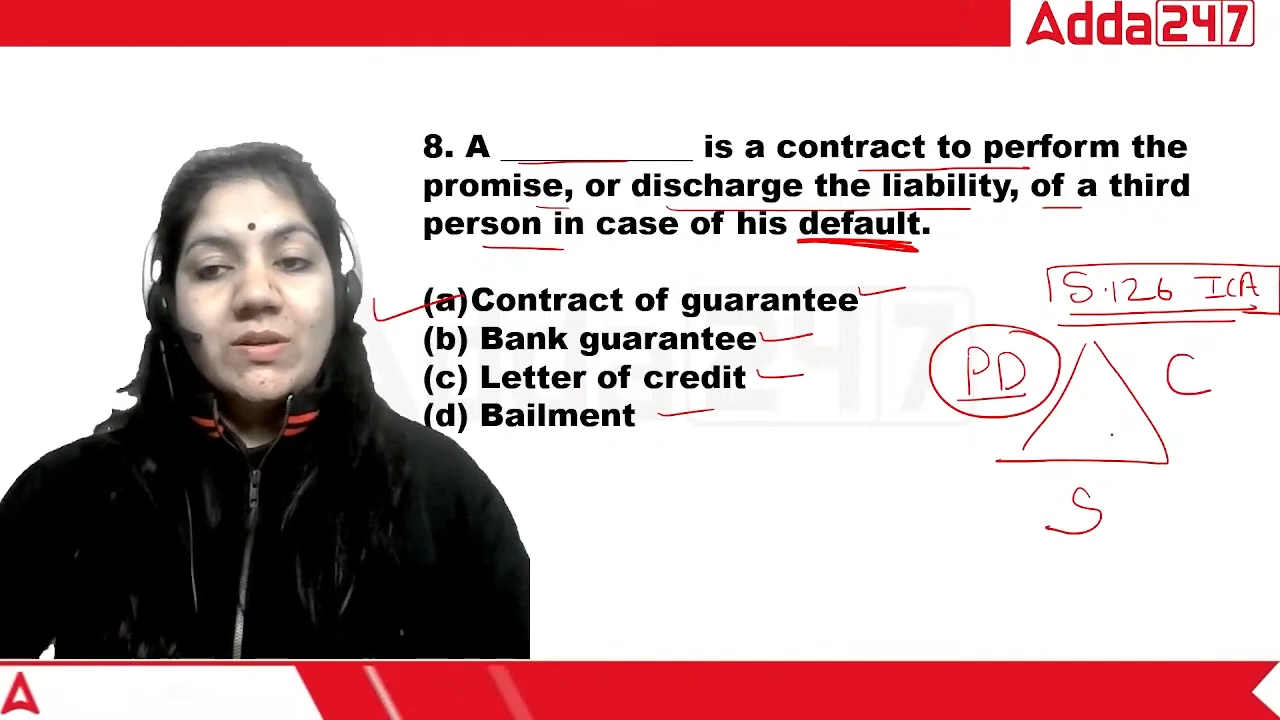 Adda247
8. A ____________ is a contract to perform the
promise, or discharge the liability, of a third
person in case of his default.
(a)Contract of guarantee
(b) Bank guarantee
(c) Letter of credit
(d) Bailment
S.126 ICA
PD
C
S